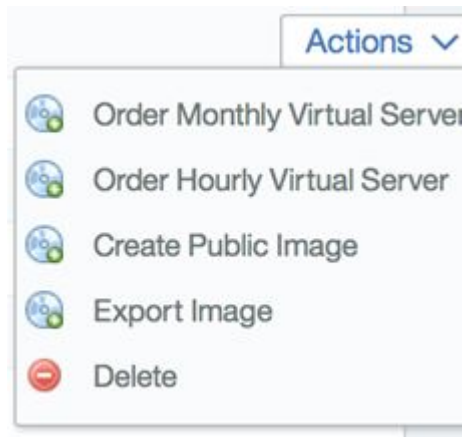 Actions
Order Monthly Virtual Server
Order Hourly Virtual Server
Create Public Image
Export Image
Delete